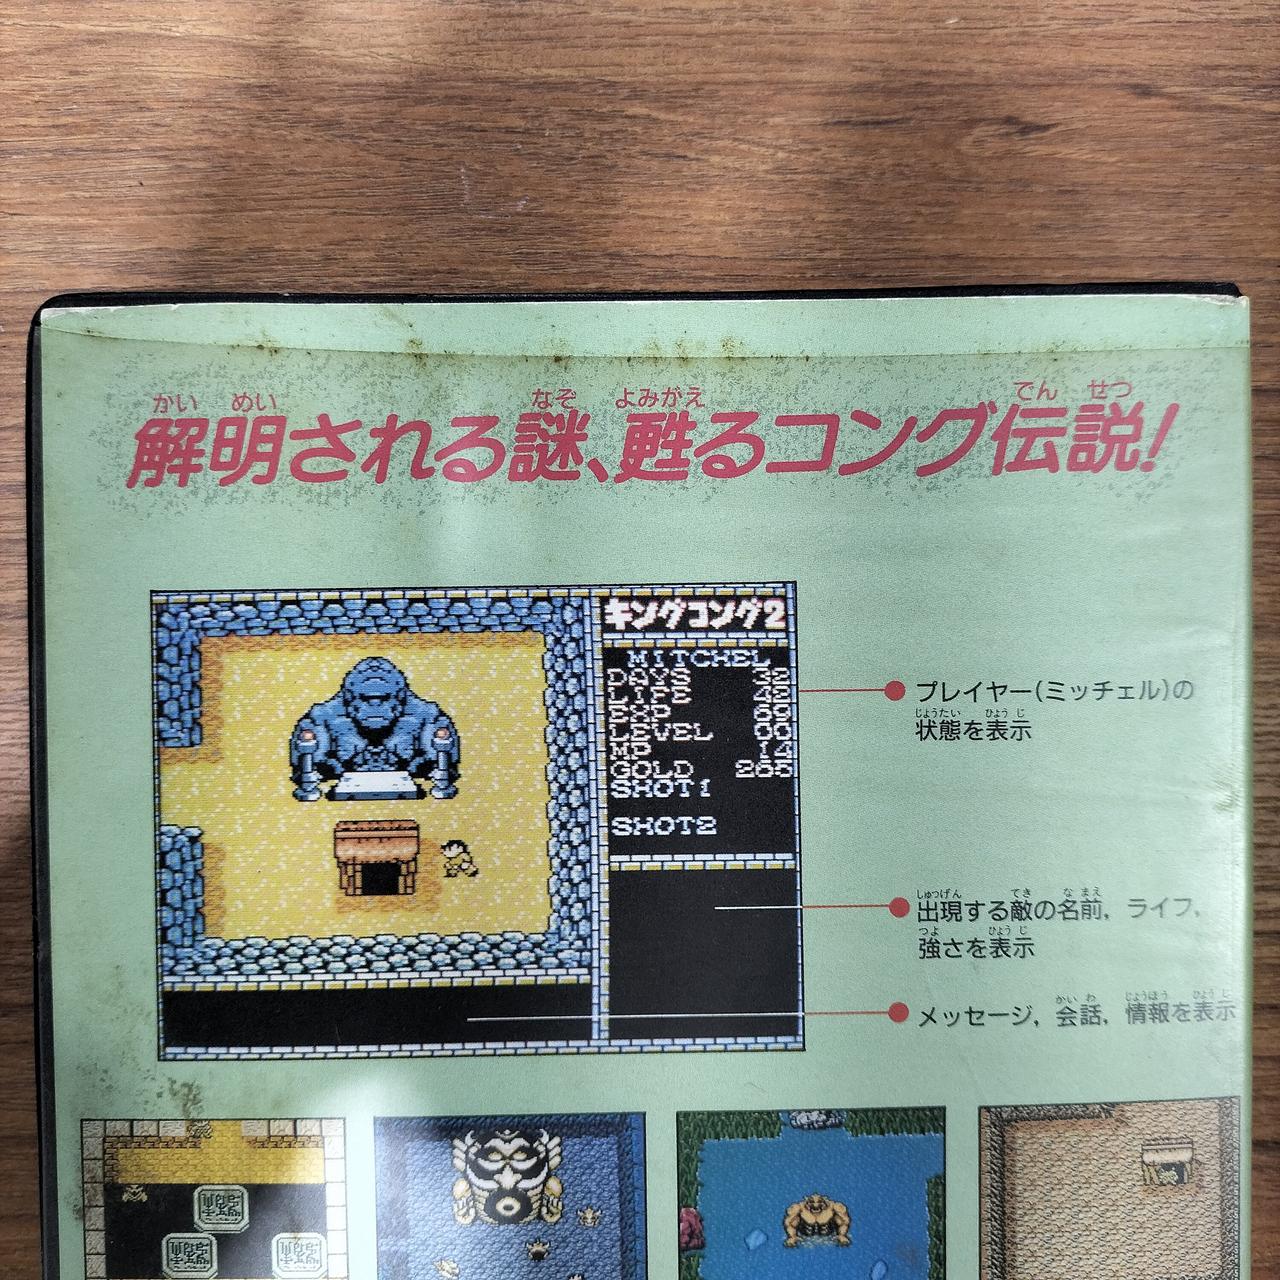 かい めい なぞ よみがえ でん せつ
解明される謎、甦るコング伝説!
キングコング2
MITCHEL
DAYS 32
LIFE 42
EXP 69
LEVEL 00
MP 14
GOLD 265
SHOT1
SHOT2
プレイヤー(ミッチェル)の
じょうたい ひょう じ
状態を表示
しゅつげん てき な まえ
出現する敵の名前, ライフ,
つよ ひょう じ
強さを表示
かい わ じょうほう ひょう じ
メッセージ, 会話, 情報を表示